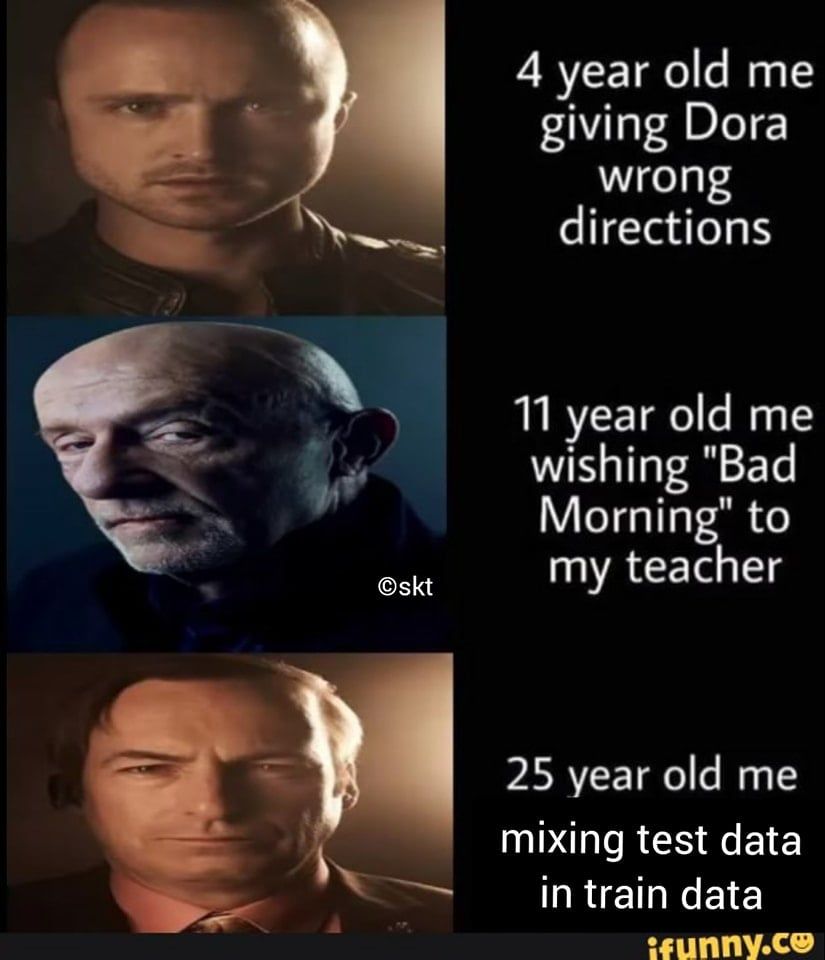 4 year old me
giving Dora
wrong
directions
11 year old me
wishing "Bad
Morning" to
my teacher
©skt
25 year old me
mixing test data
in train data
ifunny.co